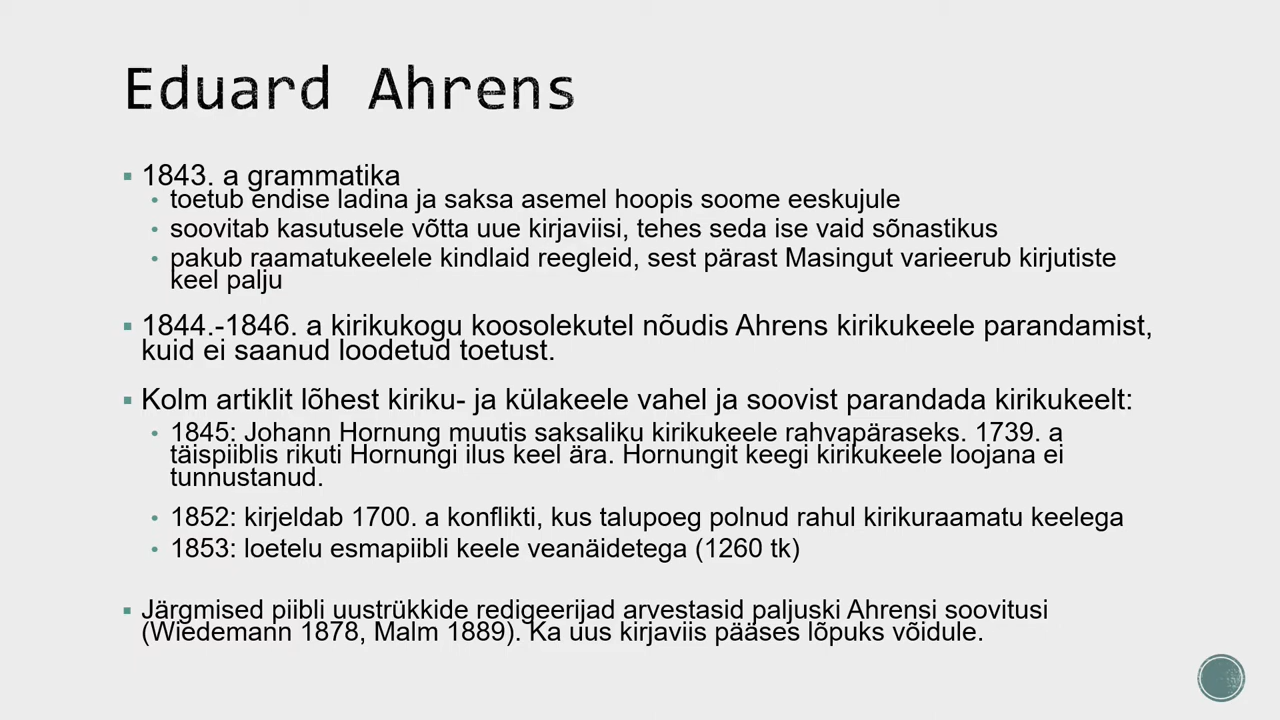 Eduard Ahrens
1843. a grammatika
toetub endise ladina ja saksa asemel hoopis soome eeskujule
soovitab kasutusele võtta uue kirjaviisi, tehes seda ise vaid sõnastikus
pakub raamatukeelele kindlaid reegleid, sest pärast Masingut varieerub kirjutiste
keel palju
1844.-1846. a kirikukogu koosolekutel nõudis Ahrens kirikukeele parandamist,
kuid ei saanud loodetud toetust.
Kolm artiklit lõhest kiriku- ja külakeele vahel ja soovist parandada kirikukeelt:
1845: Johann Hornung muutis saksaliku kirikukeele rahvapäraseks. 1739. a
täispiiblis rikuti Hornungi ilus keel ära. Hornungit keegi kirikukeele loojana ei
tunnustanud.
1852: kirjeldab 1700. a konflikti, kus talupoeg polnud rahul kirikuraamatu keelega
1853: loetelu esmapiibli keele veanäidetega (1260 tk)
Järgmised piibli uustrükkide redigeerijad arvestasid paljuski Ahrensi soovitusi
(Wiedemann 1878, Malm 1889). Ka uus kirjaviis pääses lõpuks võidule.